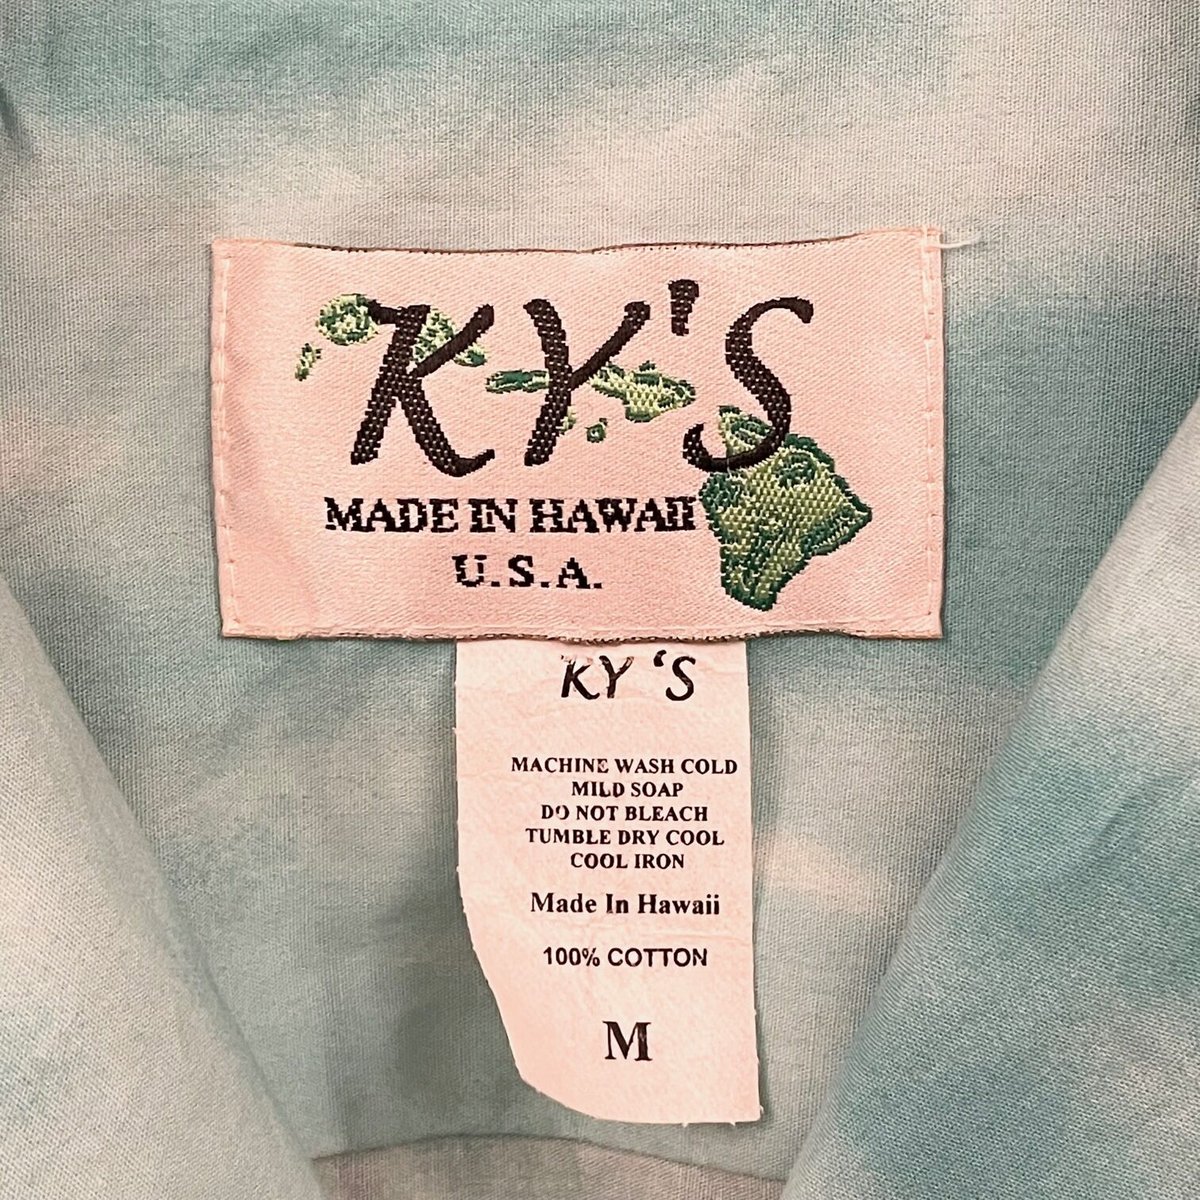 KY'S
MADE IN HAWAII
U.S.A.
KY 'S
MACHINE WASH COLD
MILD SOAP
DO NOT BLEACH
TUMBLE DRY COOL
COOL IRON
Made In Hawaii
100% COTTON
M